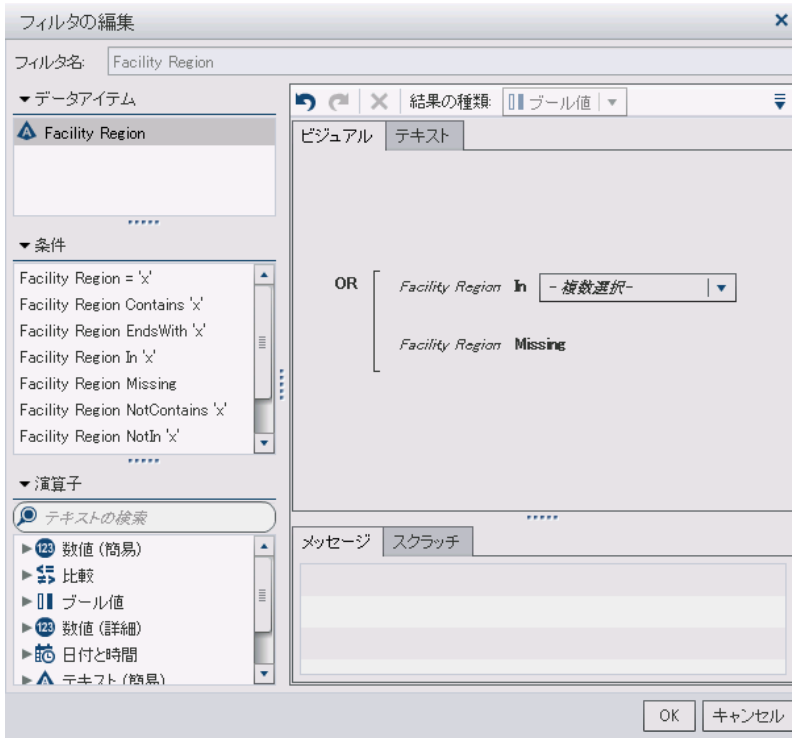 フィルタの編集
フィルタ名: Facility Region
データアイテム
Facility Region
条件
Facility Region = 'x'
Facility Region Contains 'x'
Facility Region EndsWith 'x'
Facility Region In 'x'
Facility Region Missing
Facility Region NotContains 'x'
Facility Region NotIn 'x'
演算子
テキストの検索
数値 (簡易)
比較
ブール値
数値 (詳細)
日付と時間
テキスト (簡易)
結果の種類: ブール値
ビジュアル テキスト
OR
Facility Region In -複数選択-
Facility Region Missing
メッセージ スクラッチ
OK キャンセル